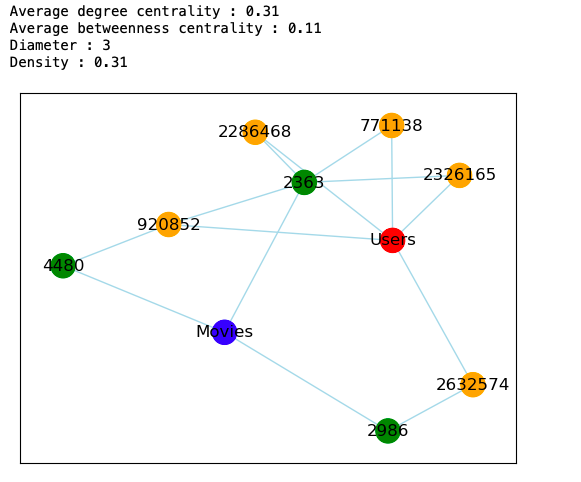 Average degree centrality : 0.31
Average betweenness centrality : 0.11
Diameter : 3
Density : 0.31
2286468
771138
2363
2326165
920852
Users
4480
Movies
2632574
2986